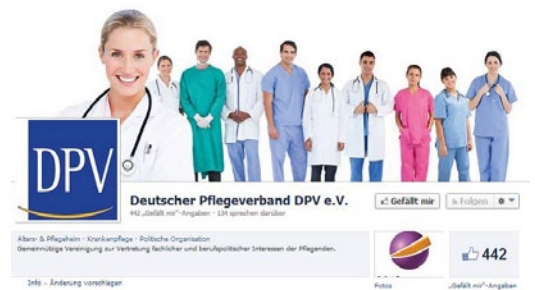 DPV
Deutscher Pflegeverband DPV e.V.
442 „Gefällt mir"-Angaben · 134 sprechen darüber
Gefällt mir
Folgen
Alters- & Pflegeheim · Krankenpflege · Politische Organisation
Gemeinnützige Vereinigung zur Vertretung fachlicher und berufspolitischer Interessen der Pflegenden.
442
Info – Änderung vorschlagen
Fotos
„Gefällt mir"-Angaben